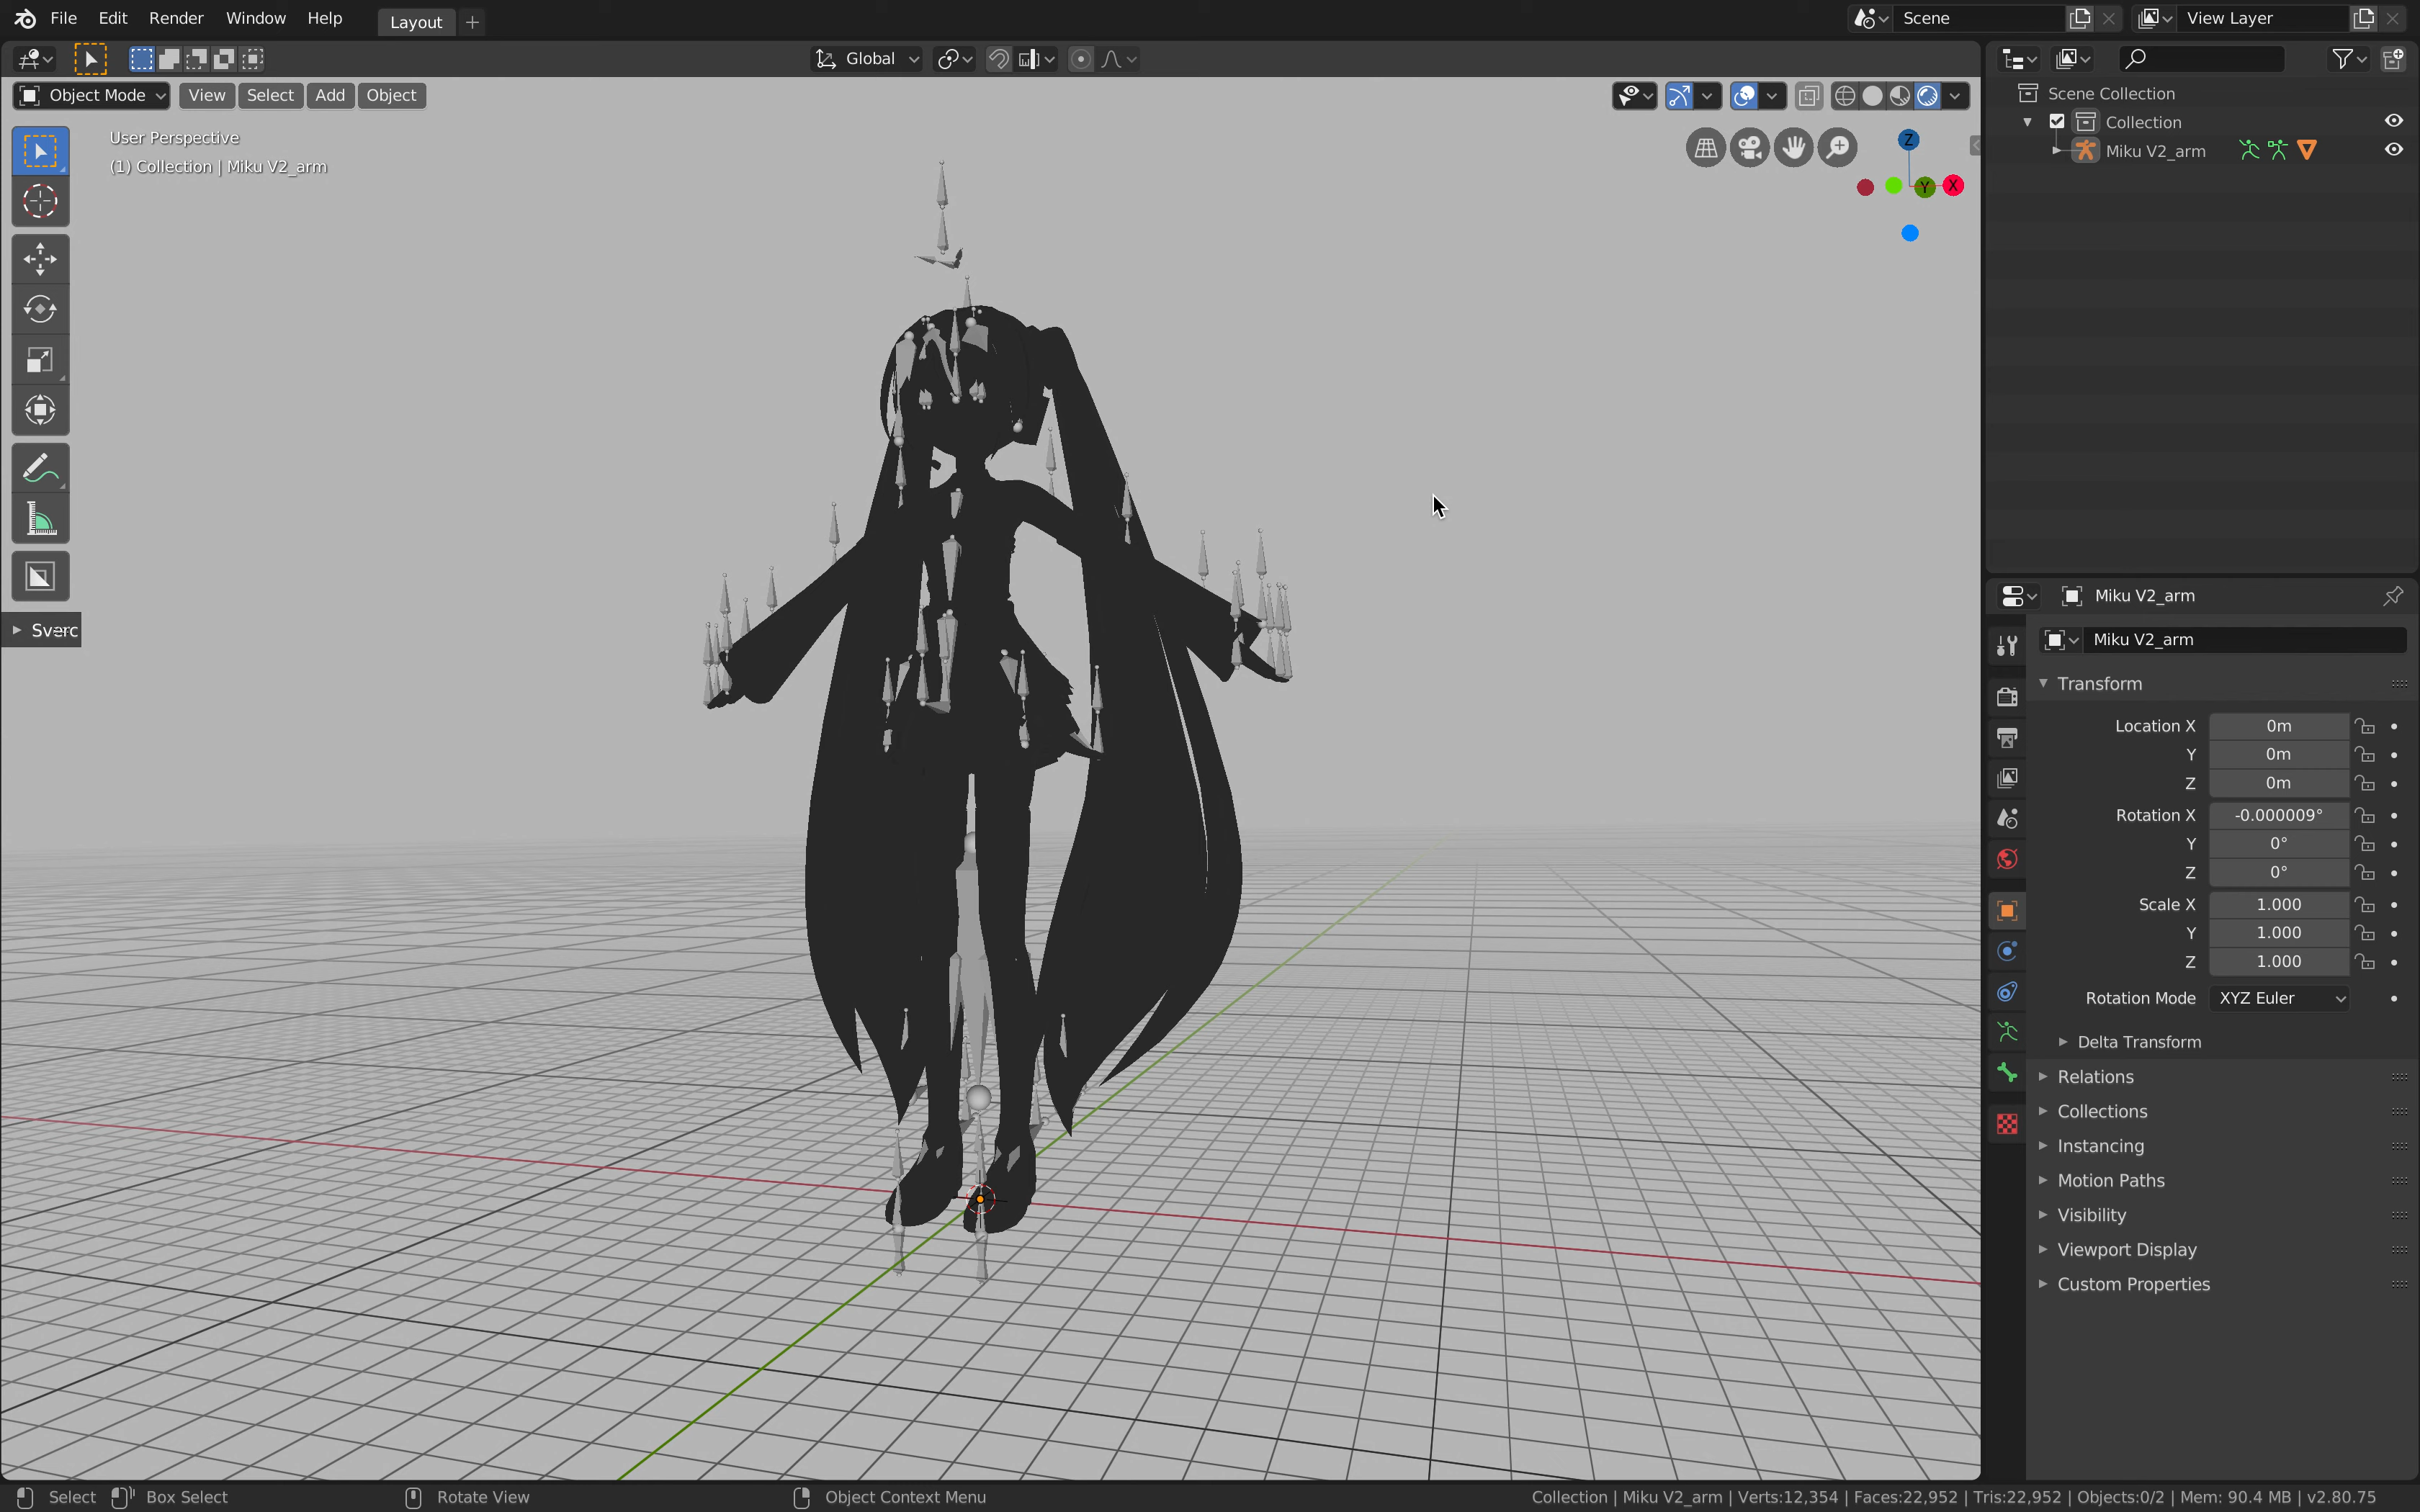 File Edit Render Window Help Layout + Scene View Layer
Global
Object Mode View Select Add Object
User Perspective
(1) Collection | Miku V2_arm
Z
Y X
Scene Collection
Collection
Miku V2_arm
Miku V2_arm
Miku V2_arm
Transform
Location X 0m
Y 0m
Z 0m
Rotation X -0.000009°
Y 0°
Z 0°
Scale X 1.000
Y 1.000
Z 1.000
Rotation Mode XYZ Euler
Delta Transform
Relations
Collections
Instancing
Motion Paths
Visibility
Viewport Display
Custom Properties
Select Box Select Rotate View Object Context Menu Collection | Miku V2_arm | Verts:12,354 | Faces:22,952 | Tris:22,952 | Objects:0/2 | Mem: 90.4 MB | v2.80.75